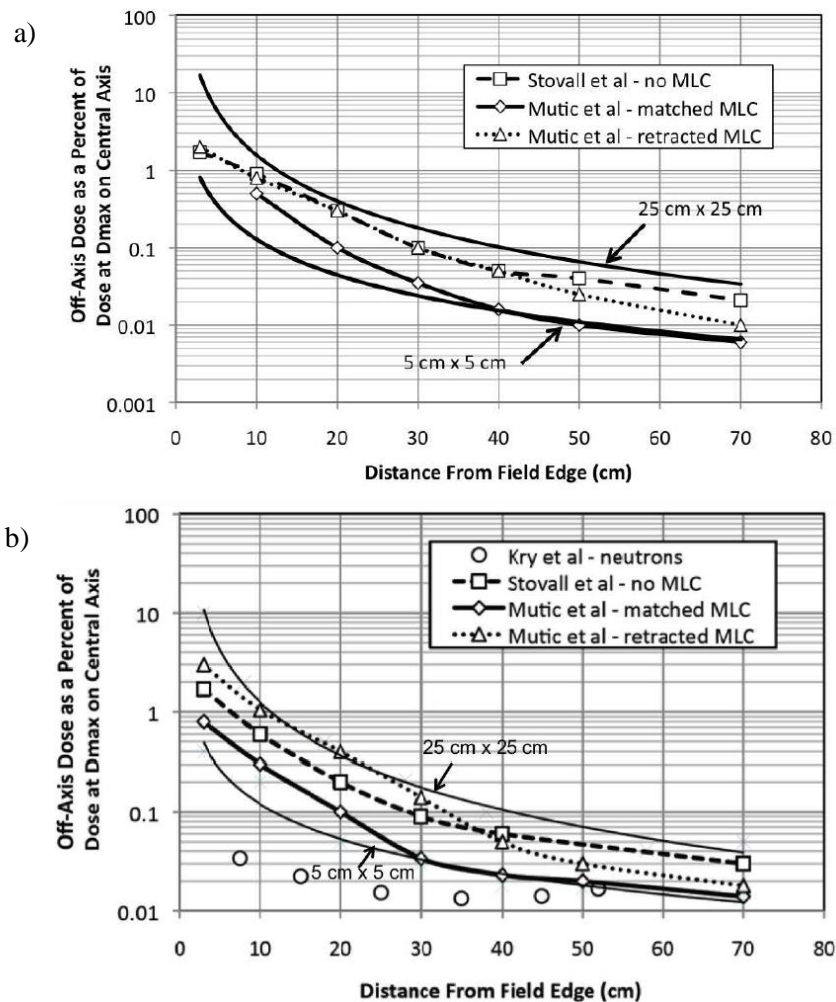 a)
100
10
1
0.1
0.01
0.001
Off-Axis Dose as a Percent of
Dose at Dmax on Central Axis
Stovall et al - no MLC
Mutic et al - matched MLC
Mutic et al - retracted MLC
25 cm x 25 cm
5 cm x 5 cm
0 10 20 30 40 50 60 70 80
Distance From Field Edge (cm)
b)
100
10
1
0.1
0.01
Off-Axis Dose as a Percent of
Dose at Dmax on Central Axis
Kry et al - neutrons
Stovall et al - no MLC
Mutic et al - matched MLC
Mutic et al - retracted MLC
25 cm x 25 cm
5 cm x 5 cm
0 10 20 30 40 50 60 70 80
Distance From Field Edge (cm)